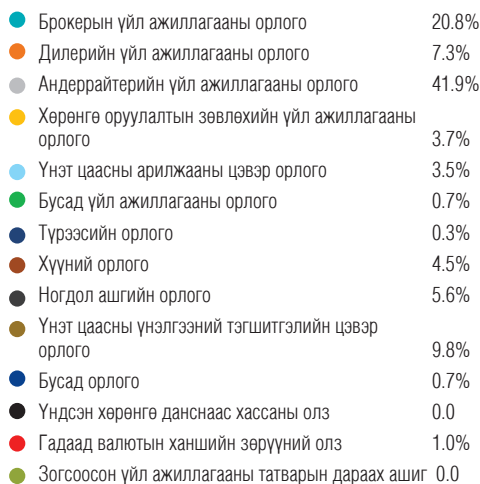 Брокерын үйл ажиллагааны орлого 20.8%
Дилерийн үйл ажиллагааны орлого 7.3%
Андеррайтерийн үйл ажиллагааны орлого 41.9%
Хөрөнгө оруулалтын зөвлөхийн үйл ажиллагааны
орлого 3.7%
Үнэт цаасны арилжааны цэвэр орлого 3.5%
Бусад үйл ажиллагааны орлого 0.7%
Түрээсийн орлого 0.3%
Хүүний орлого 4.5%
Ногдол ашгийн орлого 5.6%
Үнэт цаасны үнэлгээний тэгшитгэлийн цэвэр
орлого 9.8%
Бусад орлого 0.7%
Үндсэн хөрөнгө данснаас хассаны олз 0.0
Гадаад валютын ханшийн зөрүүний олз 1.0%
Зогсоосон үйл ажиллагааны татварын дараах ашиг 0.0